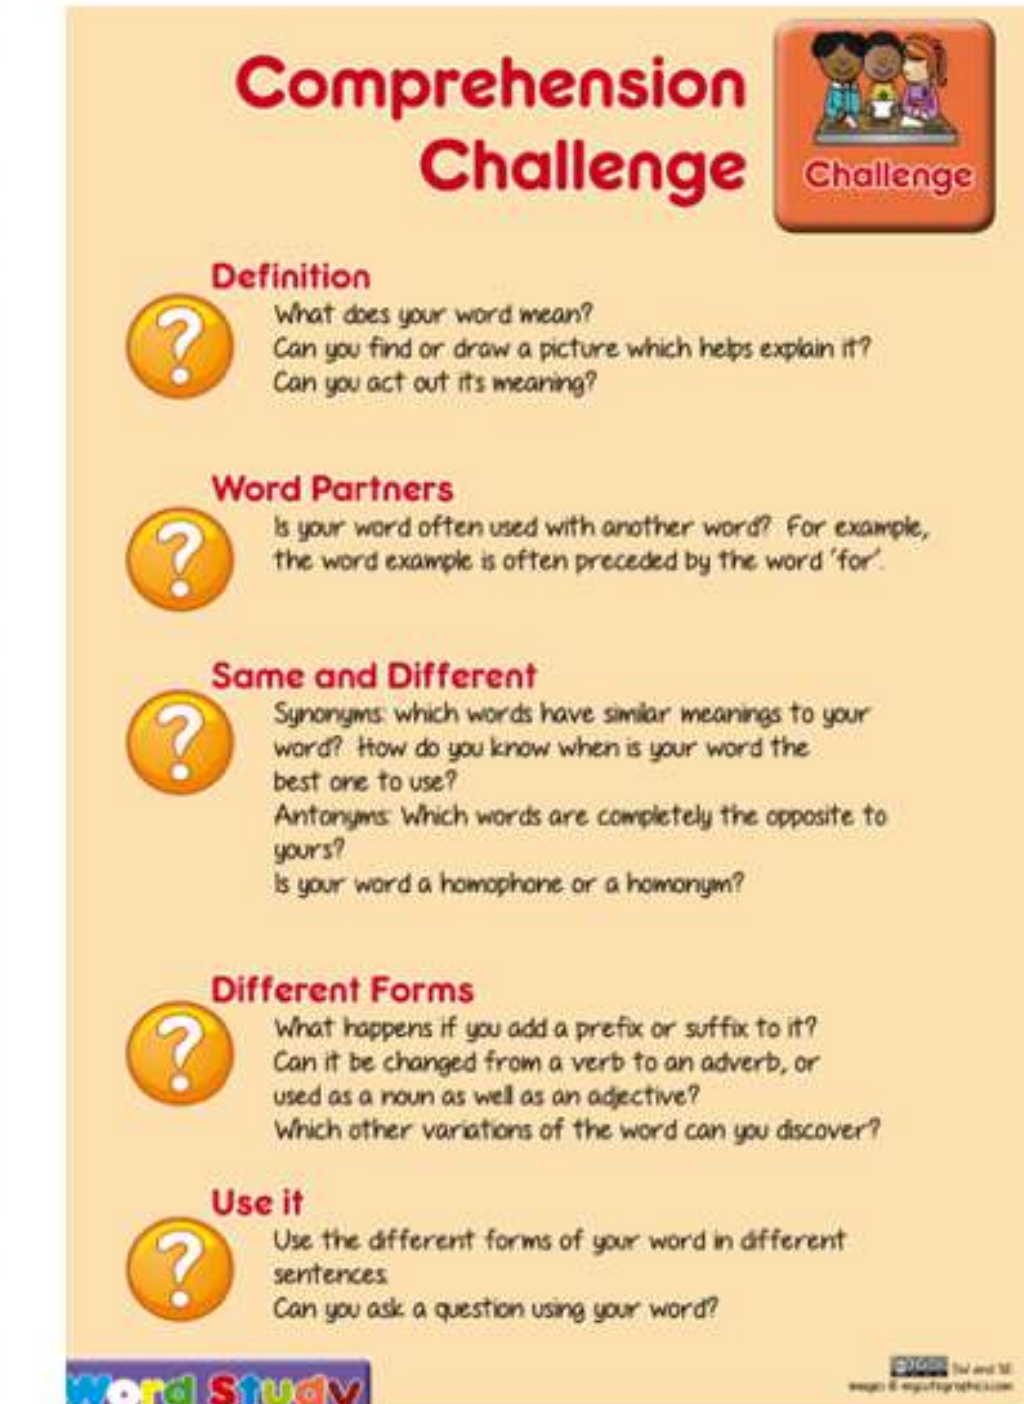 Comprehension
Challenge
Challenge
Definition
What does your word mean?
Can you find or draw a picture which helps explain it?
Can you act out its meaning?
Word Partners
Is your word often used with another word? For example,
the word example is often preceded by the word 'for'.
Same and Different
Synonyms: which words have similar meanings to your
word? How do you know when is your word the
best one to use?
Antonyms: Which words are completely the opposite to
yours?
Is your word a homophone or a homonym?
Different Forms
What happens if you add a prefix or suffix to it?
Can it be changed from a verb to an adverb, or
used as a noun as well as an adjective?
Which other variations of the word can you discover?
Use it
Use the different forms of your word in different
sentences.
Can you ask a question using your word?
Word Study
images ©